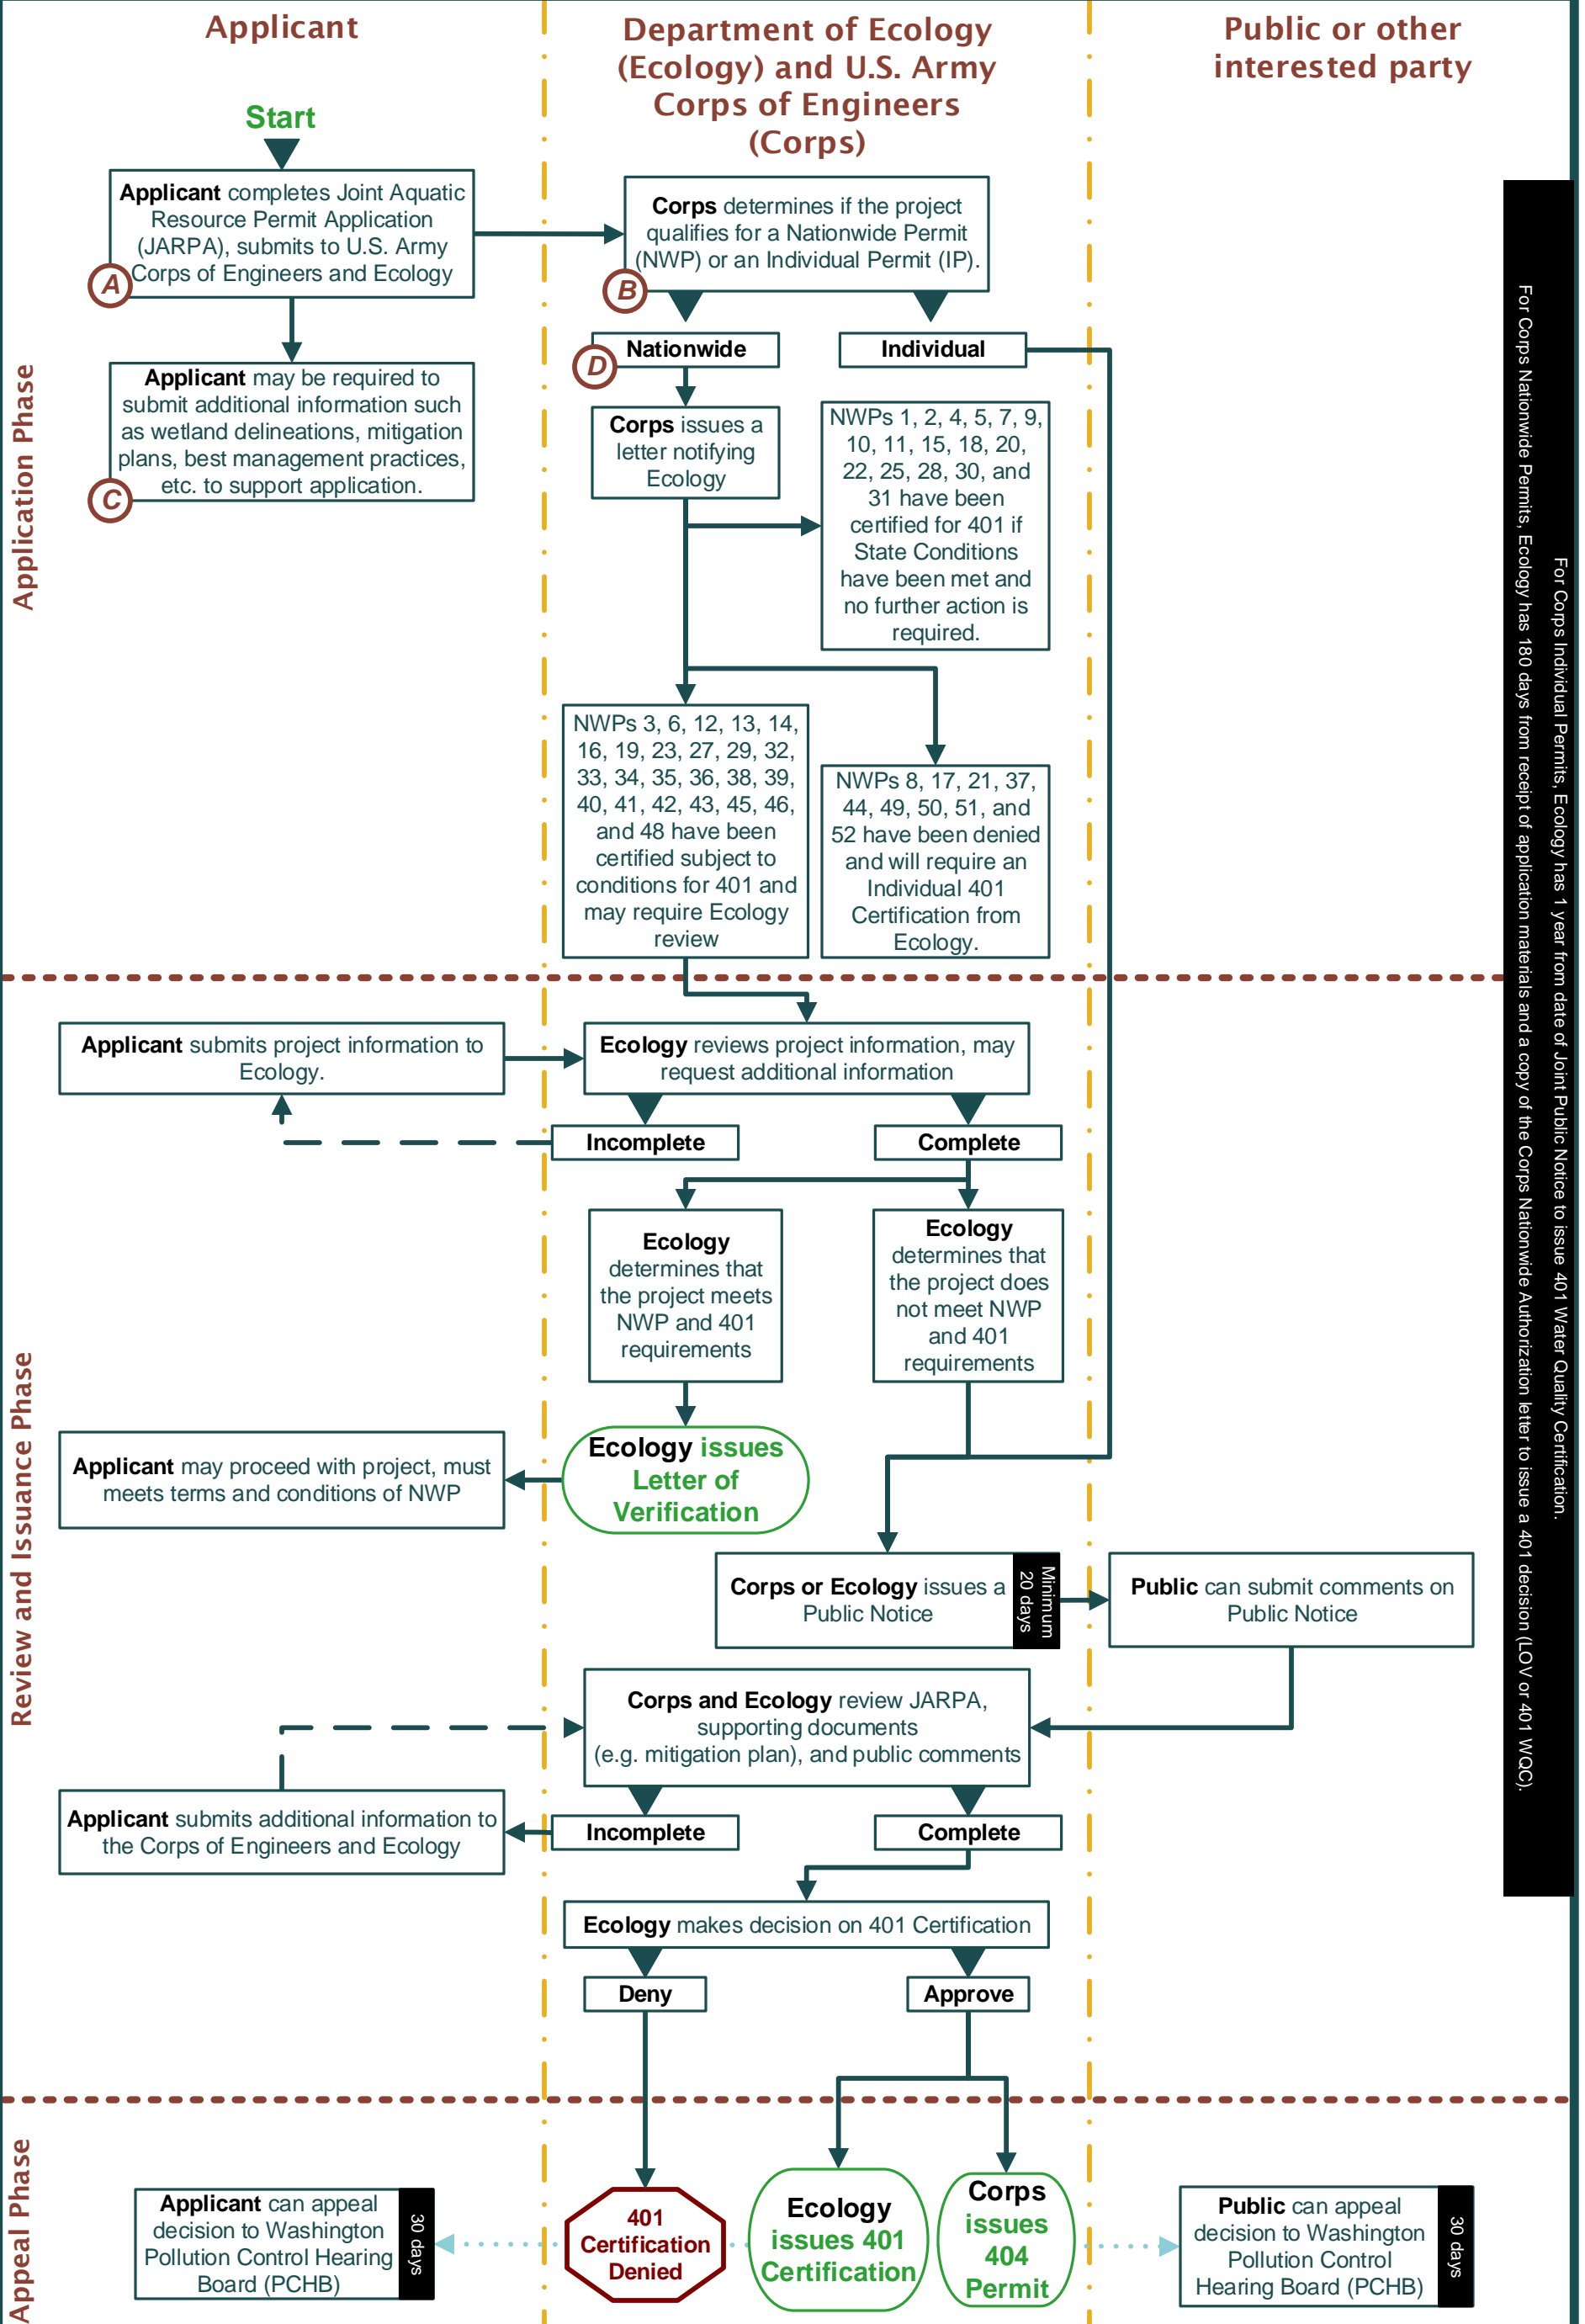 Applicant
Department of Ecology
(Ecology) and U.S. Army
Corps of Engineers
(Corps)
Public or other
interested party
Start
Application Phase
Applicant completes Joint Aquatic
Resource Permit Application
(JARPA), submits to U.S. Army
Corps of Engineers and Ecology
A
Corps determines if the project
qualifies for a Nationwide Permit
(NWP) or an Individual Permit (IP).
B
Applicant may be required to
submit additional information such
as wetland delineations, mitigation
plans, best management practices,
etc. to support application.
C
Nationwide
D
Individual
Corps issues a
letter notifying
Ecology
NWPs 1, 2, 4, 5, 7, 9,
10, 11, 15, 18, 20,
22, 25, 28, 30, and
31 have been
certified for 401 if
State Conditions
have been met and
no further action is
required.
NWPs 3, 6, 12, 13, 14,
16, 19, 23, 27, 29, 32,
33, 34, 35, 36, 38, 39,
40, 41, 42, 43, 45, 46,
and 48 have been
certified subject to
conditions for 401 and
may require Ecology
review
NWPs 8, 17, 21, 37,
44, 49, 50, 51, and
52 have been denied
and will require an
Individual 401
Certification from
Ecology.
For Corps Individual Permits, Ecology has 1 year from date of Joint Public Notice to issue 401 Water Quality Certification.
For Corps Nationwide Permits, Ecology has 180 days from receipt of application materials and a copy of the Corps Nationwide Authorization letter to issue a 401 decision (LOV or 401 WQC).
Review and Issuance Phase
Applicant submits project information to
Ecology.
Ecology reviews project information, may
request additional information
Incomplete
Complete
Ecology
determines that
the project meets
NWP and 401
requirements
Ecology
determines that
the project does
not meet NWP
and 401
requirements
Applicant may proceed with project, must
meets terms and conditions of NWP
Ecology issues
Letter of
Verification
Corps or Ecology issues a
Public Notice
Minimum
20 days
Public can submit comments on
Public Notice
Corps and Ecology review JARPA,
supporting documents
(e.g. mitigation plan), and public comments
Applicant submits additional information to
the Corps of Engineers and Ecology
Incomplete
Complete
Ecology makes decision on 401 Certification
Deny
Approve
Appeal Phase
Applicant can appeal
decision to Washington
Pollution Control Hearing
Board (PCHB)
30 days
401
Certification
Denied
Ecology
issues 401
Certification
Corps
issues
404
Permit
Public can appeal
decision to Washington
Pollution Control
Hearing Board (PCHB)
30 days